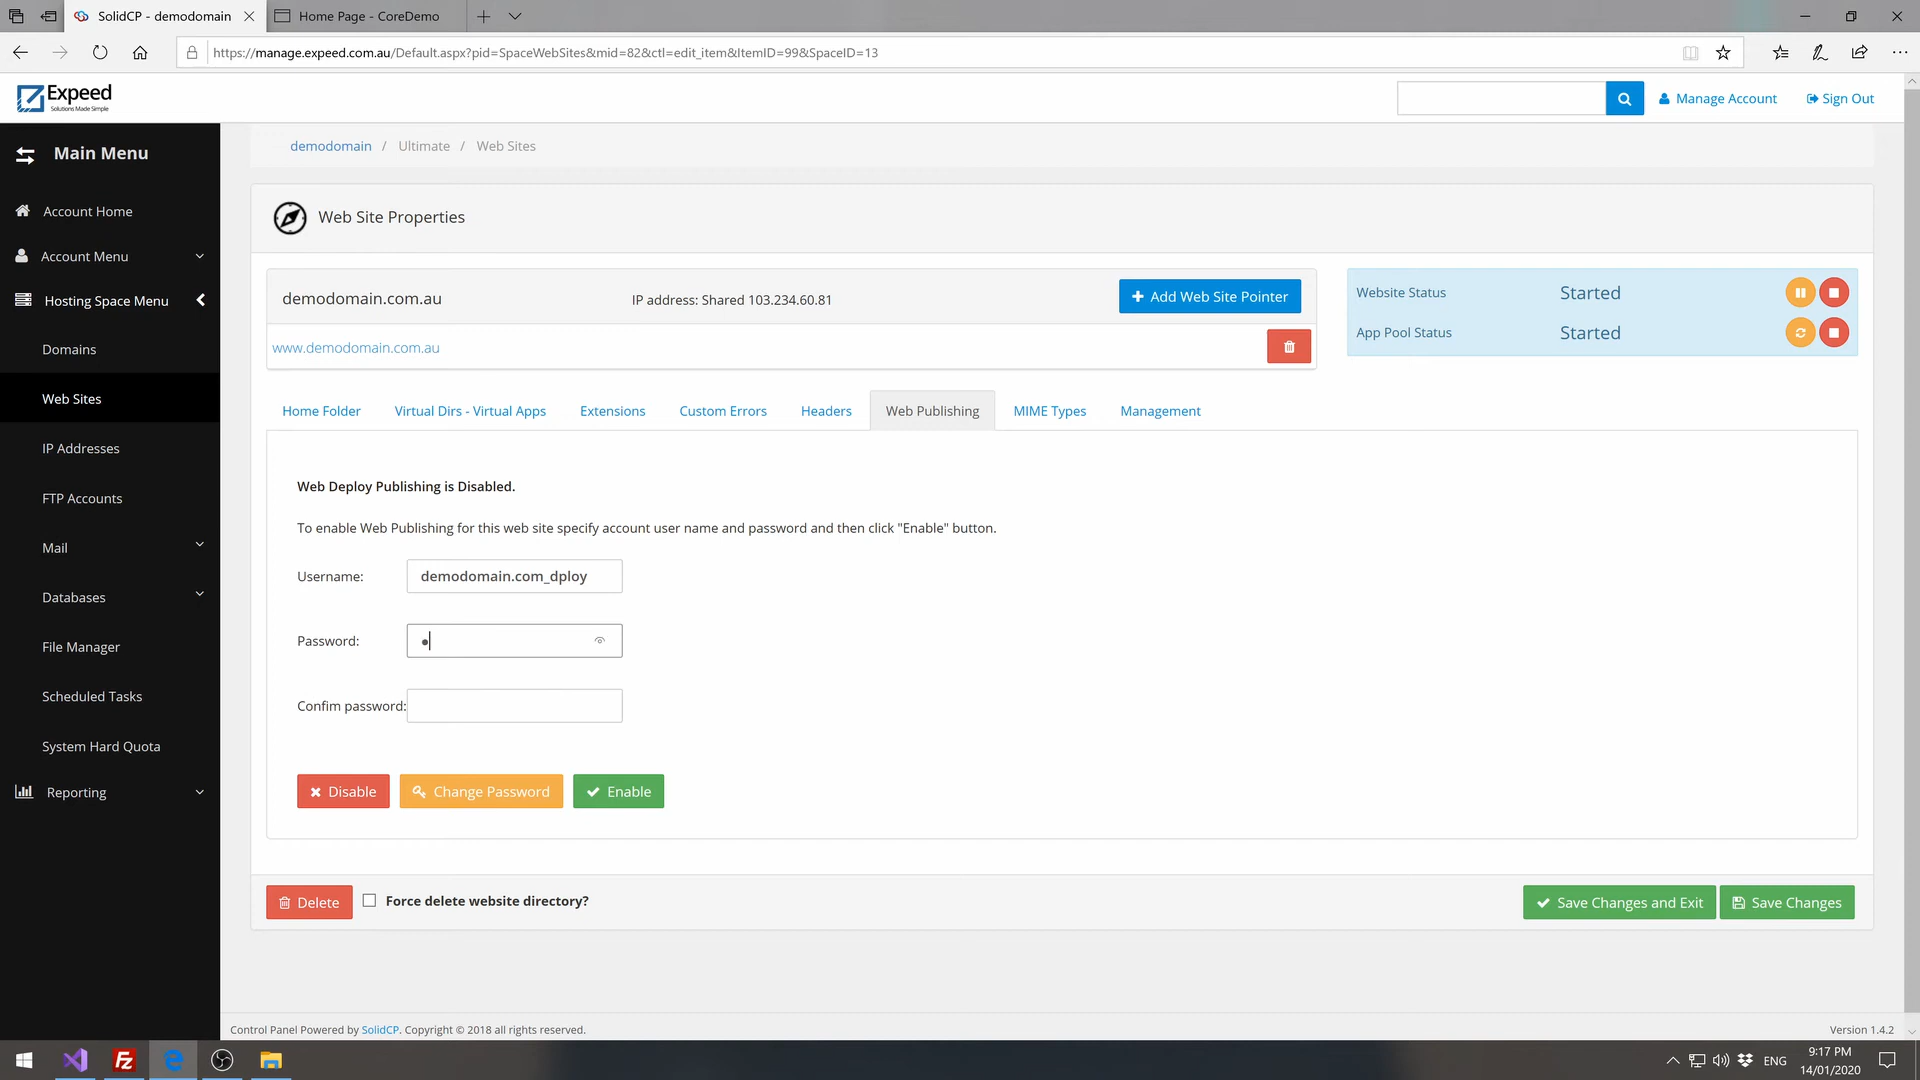 SolidCP - demodomain
Home Page - CoreDemo
https://manage.expeed.com.au/Default.aspx?pid=SpaceWebSites&mid=82&ctl=edit_item&ItemID=99&SpaceID=13
Expeed
Solutions Made Simple
Manage Account
Sign Out
Main Menu
demodomain / Ultimate / Web Sites
Account Home
Account Menu
Hosting Space Menu
Domains
Web Sites
IP Addresses
FTP Accounts
Mail
Databases
File Manager
Scheduled Tasks
System Hard Quota
Reporting
Web Site Properties
demodomain.com.au
IP address: Shared 103.234.60.81
Add Web Site Pointer
www.demodomain.com.au
Website Status Started
App Pool Status Started
Home Folder
Virtual Dirs - Virtual Apps
Extensions
Custom Errors
Headers
Web Publishing
MIME Types
Management
Web Deploy Publishing is Disabled.
To enable Web Publishing for this web site specify account user name and password and then click "Enable" button.
Username: demodomain.com_dploy
Password:
Confim password:
Disable
Change Password
Enable
Delete
Force delete website directory?
Save Changes and Exit
Save Changes
Control Panel Powered by SolidCP. Copyright © 2018 all rights reserved.
Version 1.4.2
ENG
9:17 PM
14/01/2020